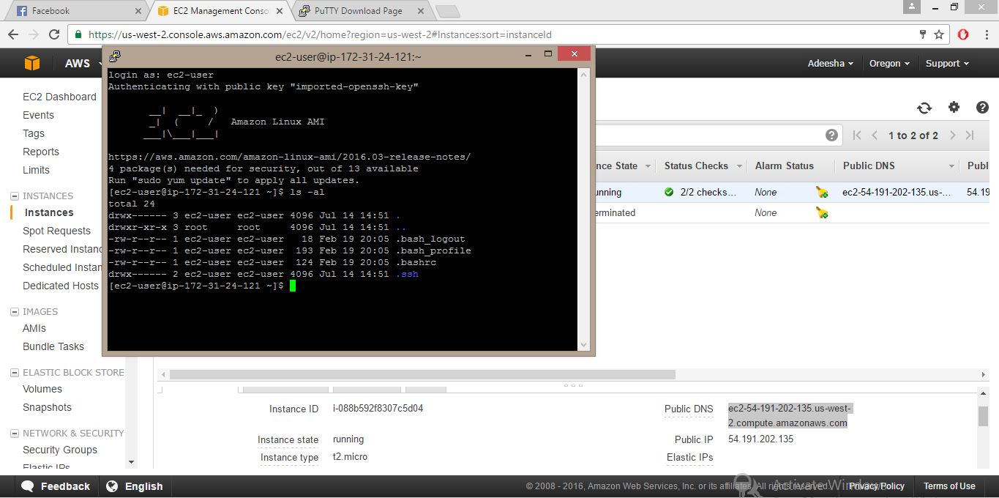 Facebook
EC2 Management Conso
PuTTY Download Page
https://us-west-2.console.aws.amazon.com/ec2/v2/home?region=us-west-2#Instances:sort=instanceId
AWS
Adeesha
Oregon
Support
EC2 Dashboard
Events
Tags
Reports
Limits
INSTANCES
Instances
Spot Requests
Reserved Instanc
Scheduled Instan
Dedicated Hosts
IMAGES
AMIs
Bundle Tasks
ELASTIC BLOCK STORE
Volumes
Snapshots
NETWORK & SECURITY
Security Groups
Elastic IPs
ec2-user@ip-172-31-24-121:~
login as: ec2-user
Authenticating with public key "imported-openssh-key"
__|  __|_  )
_|  (     /   Amazon Linux AMI
___|\___|___|
https://aws.amazon.com/amazon-linux-ami/2016.03-release-notes/
4 package(s) needed for security, out of 13 available
Run "sudo yum update" to apply all updates.
[ec2-user@ip-172-31-24-121 ~]$ ls -al
total 24
drwx------ 3 ec2-user ec2-user 4096 Jul 14 14:51 .
drwxr-xr-x 3 root     root     4096 Jul 14 14:51 ..
-rw-r--r-- 1 ec2-user ec2-user   18 Feb 19 20:05 .bash_logout
-rw-r--r-- 1 ec2-user ec2-user  193 Feb 19 20:05 .bash_profile
-rw-r--r-- 1 ec2-user ec2-user  124 Feb 19 20:05 .bashrc
drwx------ 2 ec2-user ec2-user 4096 Jul 14 14:51 .ssh
[ec2-user@ip-172-31-24-121 ~]$
1 to 2 of 2
nce State
Status Checks
Alarm Status
Public DNS
Publ
unning
2/2 checks…
None
ec2-54-191-202-135.us-…
54.19
erminated
None
Instance ID
i-088b592f8307c5d04
Public DNS
ec2-54-191-202-135.us-west-
2.compute.amazonaws.com
Instance state
running
Public IP
54.191.202.135
Instance type
t2.micro
Elastic IPs
Feedback
English
© 2008 - 2016, Amazon Web Services, Inc. or its affiliates. All rights reserved.
Activate Windows
Privacy Policy
Terms of Use